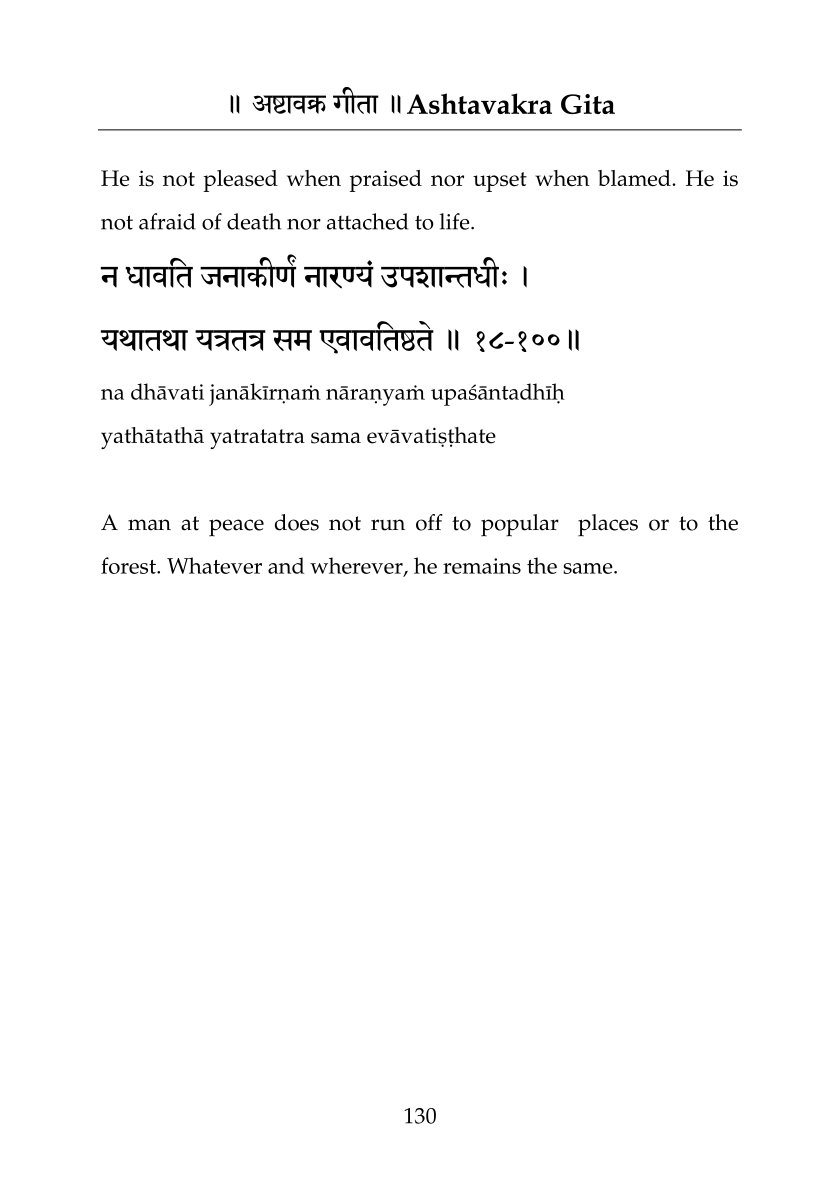 ॥ अष्टावक्र गीता ॥ Ashtavakra Gita
He is not pleased when praised nor upset when blamed. He is
not afraid of death nor attached to life.
न धावति जनाकीर्णं नारण्यं उपशान्तधीः ।
यथातथा यत्रतत्र सम एवावतिष्ठते ॥ १८-१००॥
na dhāvati janākīrṇaṁ nāraṇyaṁ upaśāntadhīḥ
yathātathā yatratatra sama evāvatiṣṭhate
A man at peace does not run off to popular places or to the
forest. Whatever and wherever, he remains the same.
130